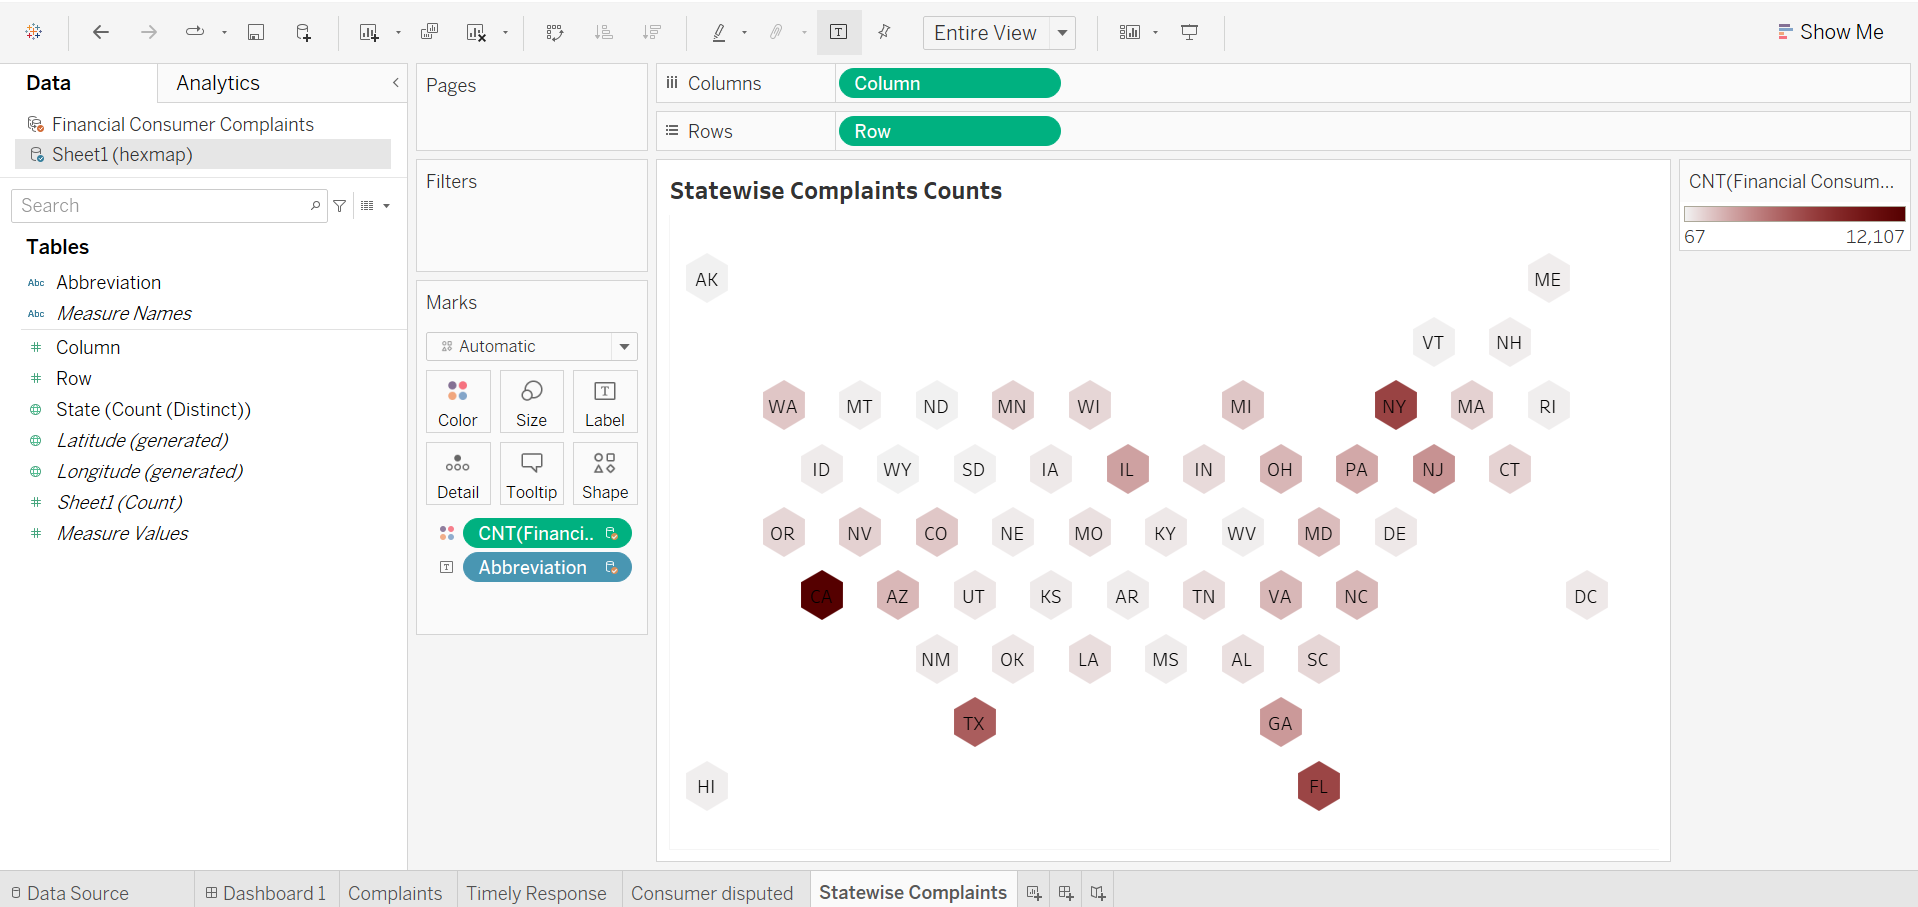 Entire View
Show Me
Data
Analytics
Financial Consumer Complaints
Sheet1 (hexmap)
Search
Tables
Abc Abbreviation
Abc Measure Names
# Column
# Row
State (Count (Distinct))
Latitude (generated)
Longitude (generated)
# Sheet1 (Count)
# Measure Values
Pages
Filters
Marks
Automatic
Color Size Label
Detail Tooltip Shape
CNT(Financi..
Abbreviation
Columns Column
Rows Row
Statewise Complaints Counts
AK ME
VT NH
WA MT ND MN WI MI NY MA RI
ID WY SD IA IL IN OH PA NJ CT
OR NV CO NE MO KY WV MD DE
CA AZ UT KS AR TN VA NC DC
NM OK LA MS AL SC
TX GA
HI FL
CNT(Financial Consum...
67 12,107
Data Source Dashboard 1 Complaints Timely Response Consumer disputed Statewise Complaints